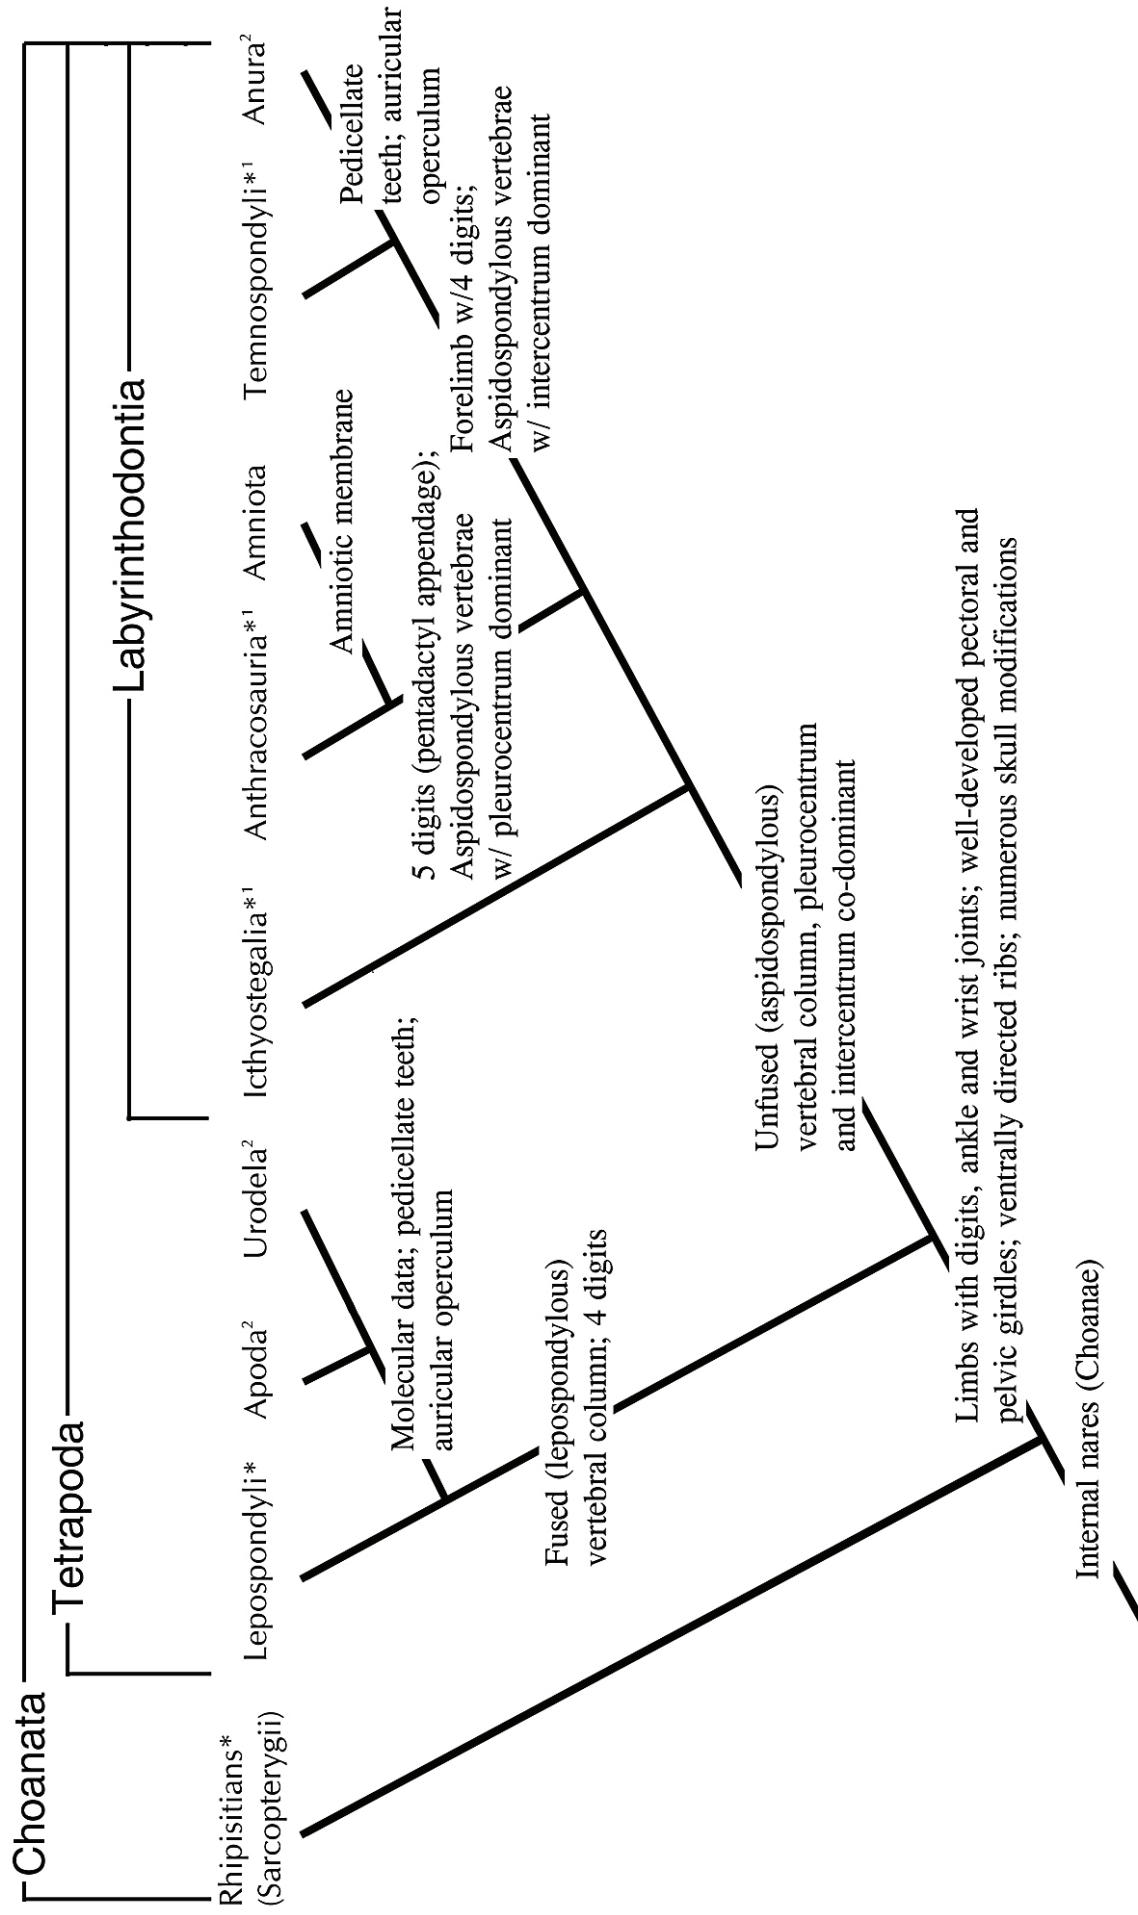 Choanata
Tetrapoda
Labyrinthodontia
Rhipisitians*
(Sarcopterygii)
Lepospondyli*
Apoda²
Urodela²
Icthyostegalia*¹
Anthracosauria*¹
Amniota
Temnospondyli*¹
Anura²
Pedicellate
teeth; auricular
operculum
Amniotic membrane
Forelimb w/4 digits;
Aspidospondylous vertebrae
w/ intercentrum dominant
5 digits (pentadactyl appendage);
Aspidospondylous vertebrae
w/ pleurocentrum dominant
Molecular data; pedicellate teeth;
auricular operculum
Fused (lepospondylous)
vertebral column; 4 digits
Unfused (aspidospondylous)
vertebral column, pleurocentrum
and intercentrum co-dominant
Limbs with digits, ankle and wrist joints; well-developed pectoral and
pelvic girdles; ventrally directed ribs; numerous skull modifications
Internal nares (Choanae)